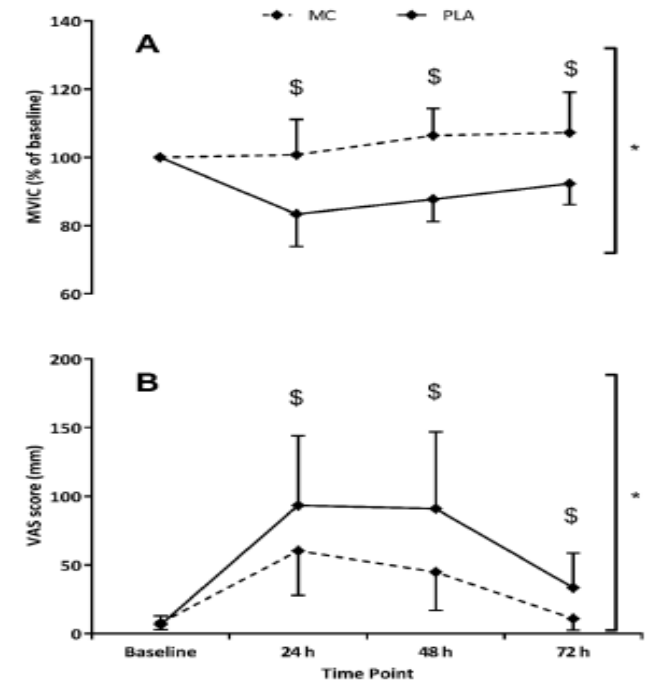 MC PLA
A
MVIC (% of baseline)
140
120
100
80
60
$ $ $
*
B
VAS score (mm)
200
150
100
50
0
$ $ $
*
Baseline 24 h 48 h 72 h
Time Point